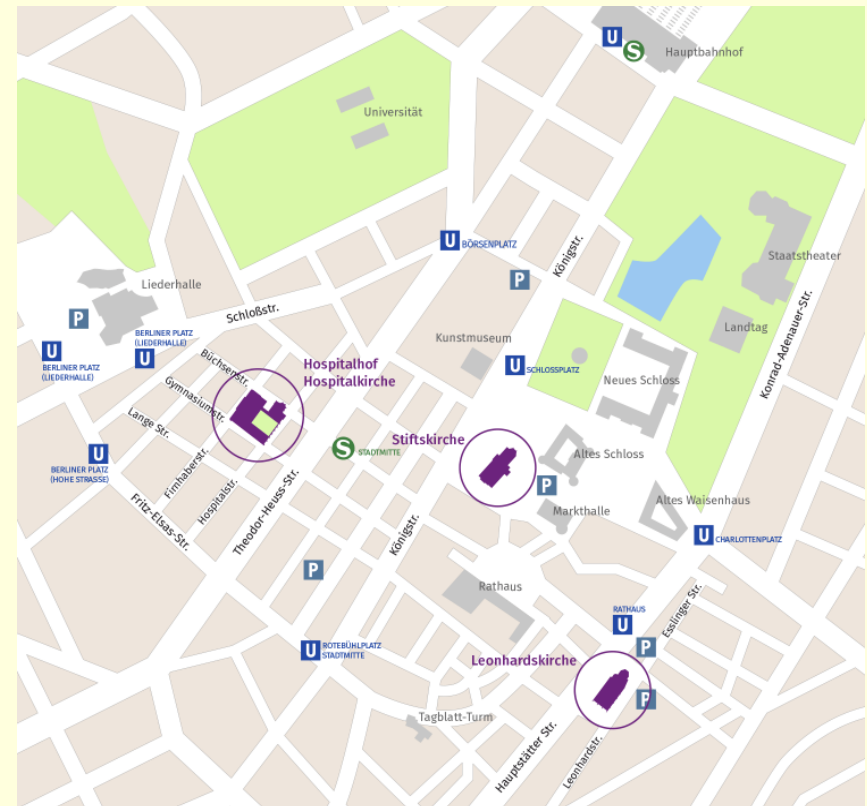 U
S
Hauptbahnhof
Universität
U BÖRSENPLATZ
Königstr.
Staatstheater
P
Liederhalle
Schloßstr.
P
Kunstmuseum
Landtag
Konrad-Adenauer-Str.
BERLINER PLATZ
(LIEDERHALLE)
U
U
BERLINER PLATZ
(LIEDERHALLE)
Büchsenstr.
Hospitalhof
Hospitalkirche
U SCHLOSSPLATZ
Neues Schloss
Gymnasiumstr.
Lange Str.
Stiftskirche
S STADTMITTE
Altes Schloss
U
BERLINER PLATZ
(HOHE STRASSE)
Firnhaberstr.
Hospitalstr.
P
Altes Waisenhaus
Markthalle
Fritz-Elsas-Str.
Theodor-Heuss-Str.
Königstr.
U CHARLOTTENPLATZ
P
Rathaus
RATHAUS
U
Esslinger Str.
P
U ROTEBÜHLPLATZ
STADTMITTE
Leonhardskirche
P
Tagblatt-Turm
Hauptstätter Str.
Leonhardstr.